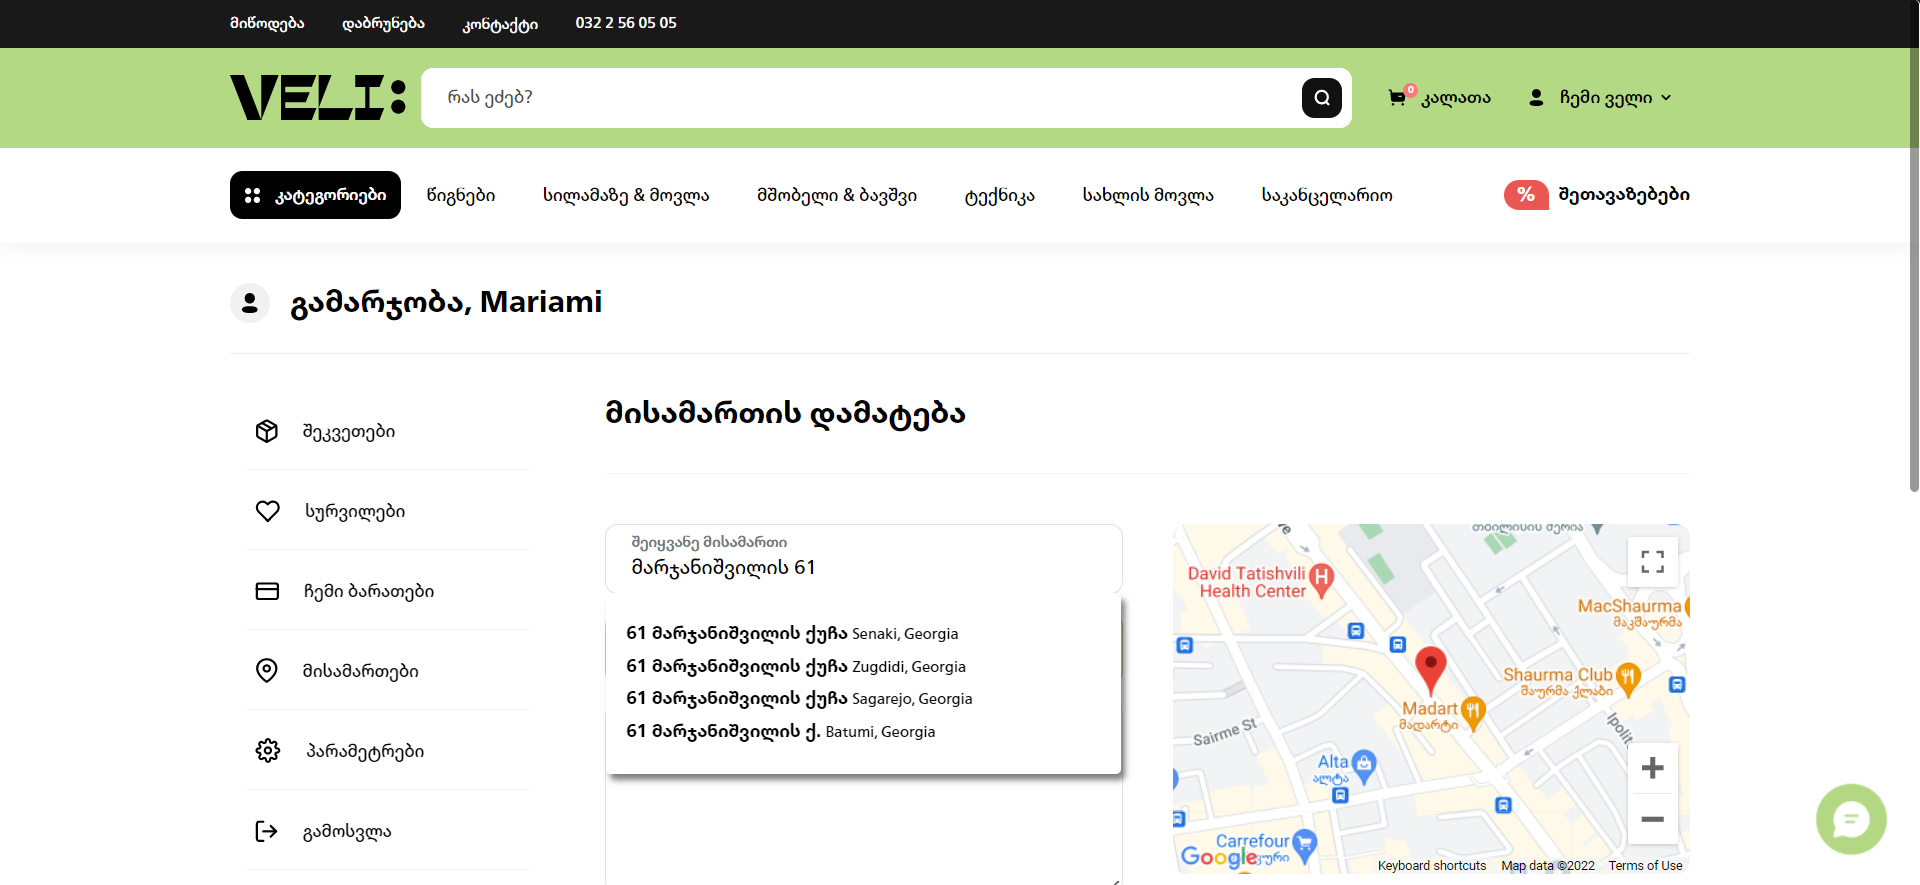 მიწოდება დაბრუნება კონტაქტი 032 2 56 05 05
VELI:
რას ეძებ?
0 კალათა
ჩემი ველი
კატეგორიები წიგნები სილამაზე & მოვლა მშობელი & ბავშვი ტექნიკა სახლის მოვლა საკანცელარიო % შეთავაზებები
გამარჯობა, Mariami
შეკვეთები
სურვილები
ჩემი ბარათები
მისამართები
პარამეტრები
გამოსვლა
მისამართის დამატება
შეიყვანე მისამართი
მარჯანიშვილის 61
61 მარჯანიშვილის ქუჩა Senaki, Georgia
61 მარჯანიშვილის ქუჩა Zugdidi, Georgia
61 მარჯანიშვილის ქუჩა Sagarejo, Georgia
61 მარჯანიშვილის ქ. Batumi, Georgia
თბილისის მერია
David Tatishvili
Health Center
MacShaurma
მაკშაურმა
Shaurma Club
შაურმა კლაბი
Madart
მადარტი
Sairme St
Alta
ალტა
Carrefour
Google
Keyboard shortcuts Map data ©2022 Terms of Use